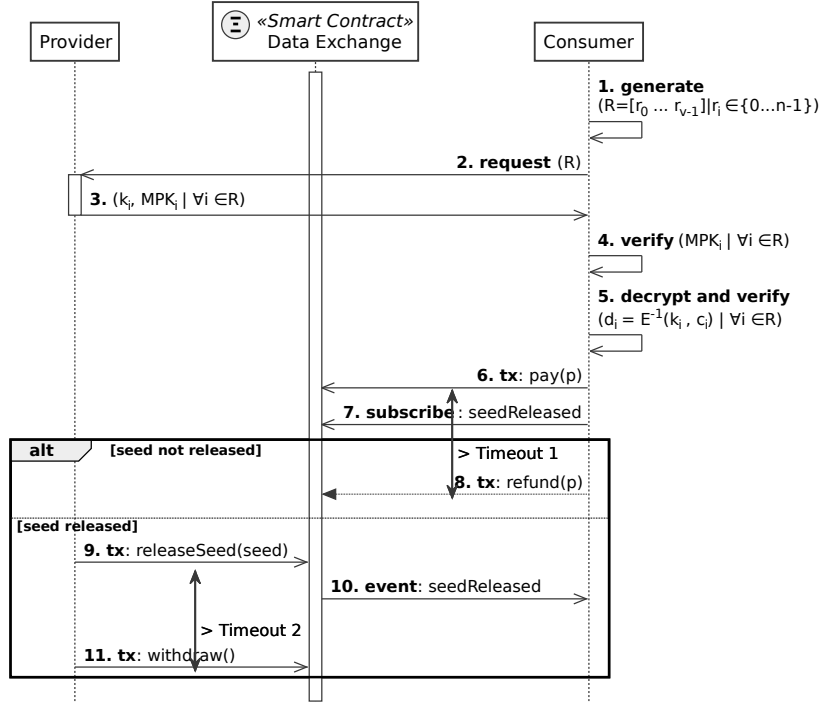 Provider
Ξ «Smart Contract»
Data Exchange
Consumer
1. generate
(R=[r0 ... rv-1]|ri ∈{0...n-1})
2. request (R)
3. (ki, MPKi | ∀i ∈R)
4. verify (MPKi | ∀i ∈R)
5. decrypt and verify
(di = E-1(ki , ci) | ∀i ∈R)
6. tx: pay(p)
7. subscribe: seedReleased
alt [seed not released]
> Timeout 1
8. tx: refund(p)
[seed released]
9. tx: releaseSeed(seed)
10. event: seedReleased
> Timeout 2
11. tx: withdraw()